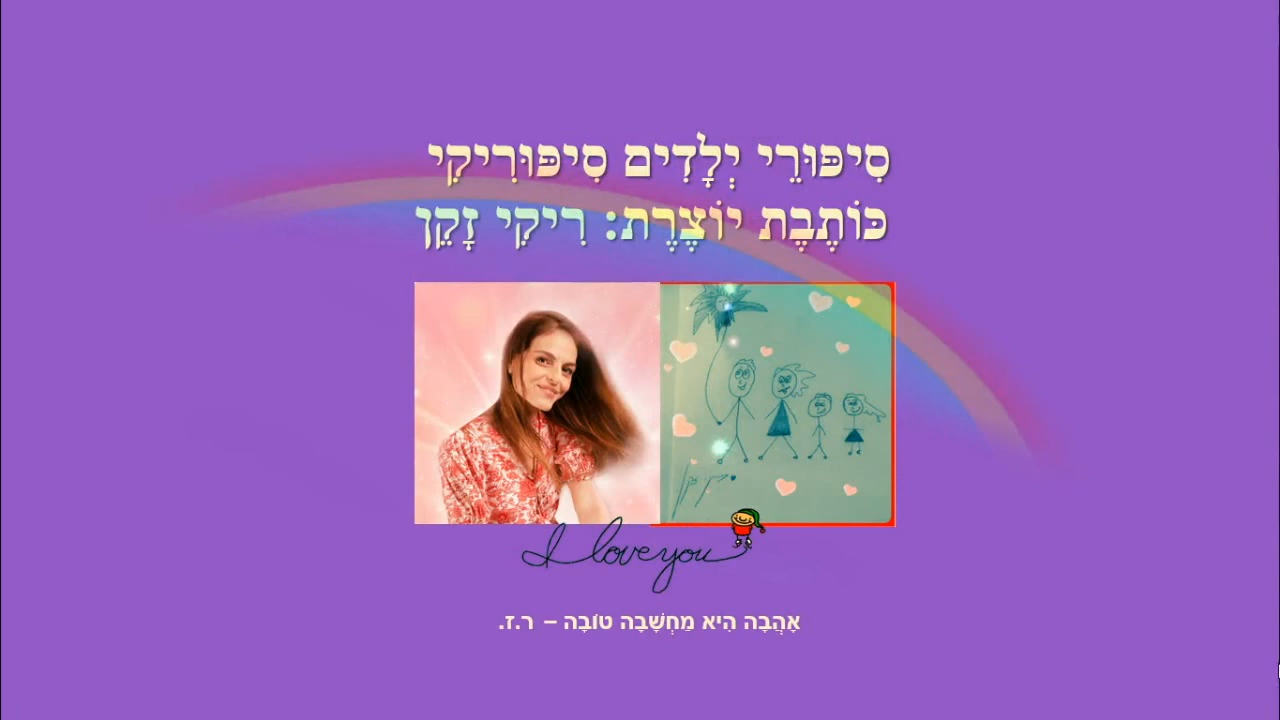 סִיפּוּרֵי יְלָדִים סִיפּוּרִיקִי
כּוֹתֶבֶת יוֹצֶרֶת: רִיקִי זָקֵן
I love you
אַהֲבָה הִיא מַחְשָׁבָה טוֹבָה – ר.ז.